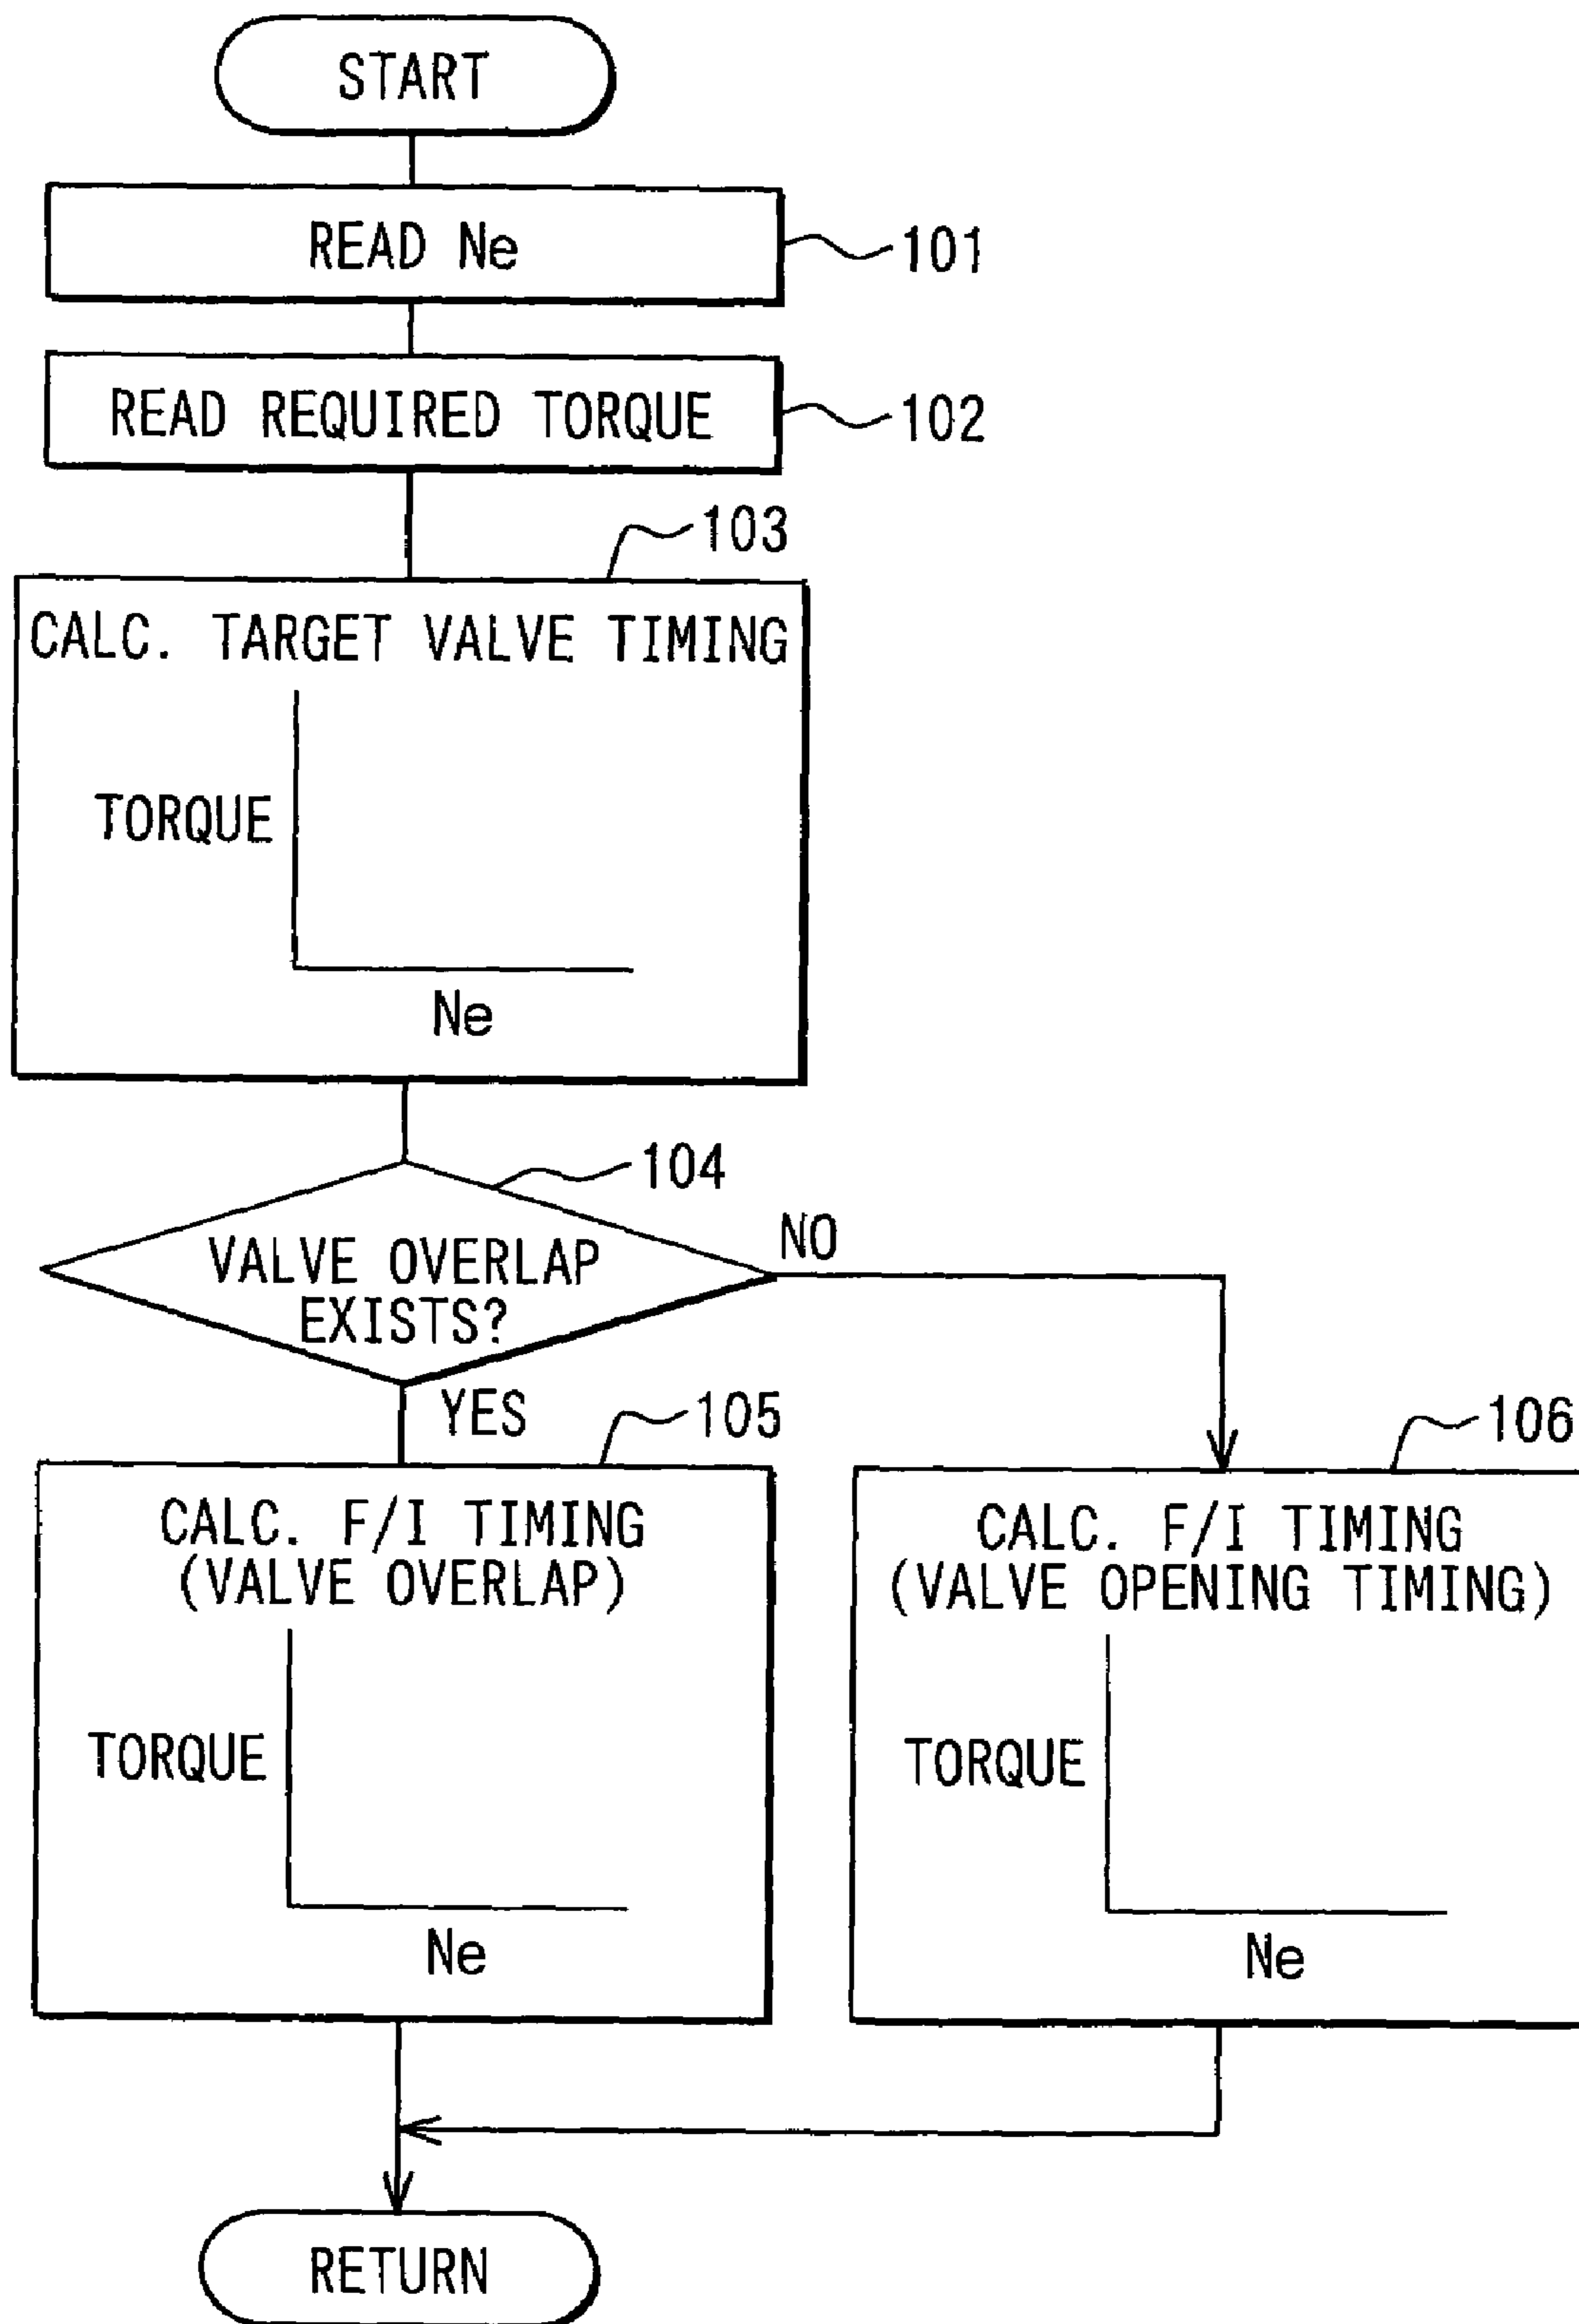 START
READ Ne
101
READ REQUIRED TORQUE
102
103
CALC. TARGET VALVE TIMING
TORQUE
Ne
104
VALVE OVERLAP
EXISTS?
NO
YES
105
CALC. F/I TIMING
(VALVE OVERLAP)
TORQUE
Ne
106
CALC. F/I TIMING
(VALVE OPENING TIMING)
TORQUE
Ne
RETURN